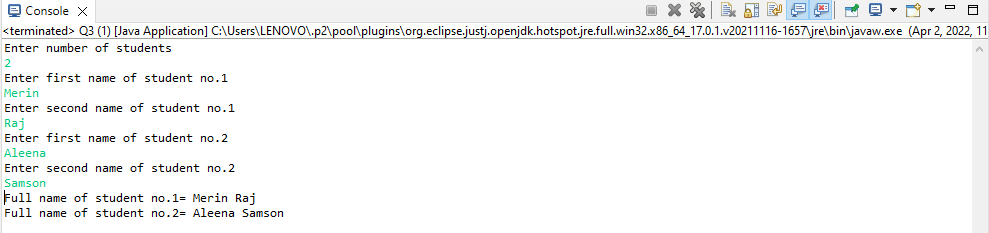 Console
<terminated> Q3 (1) [Java Application] C:\Users\LENOVO\.p2\pool\plugins\org.eclipse.justj.openjdk.hotspot.jre.full.win32.x86_64_17.0.1.v20211116-1657\jre\bin\javaw.exe (Apr 2, 2022, 11
Enter number of students
2
Enter first name of student no.1
Merin
Enter second name of student no.1
Raj
Enter first name of student no.2
Aleena
Enter second name of student no.2
Samson
Full name of student no.1= Merin Raj
Full name of student no.2= Aleena Samson